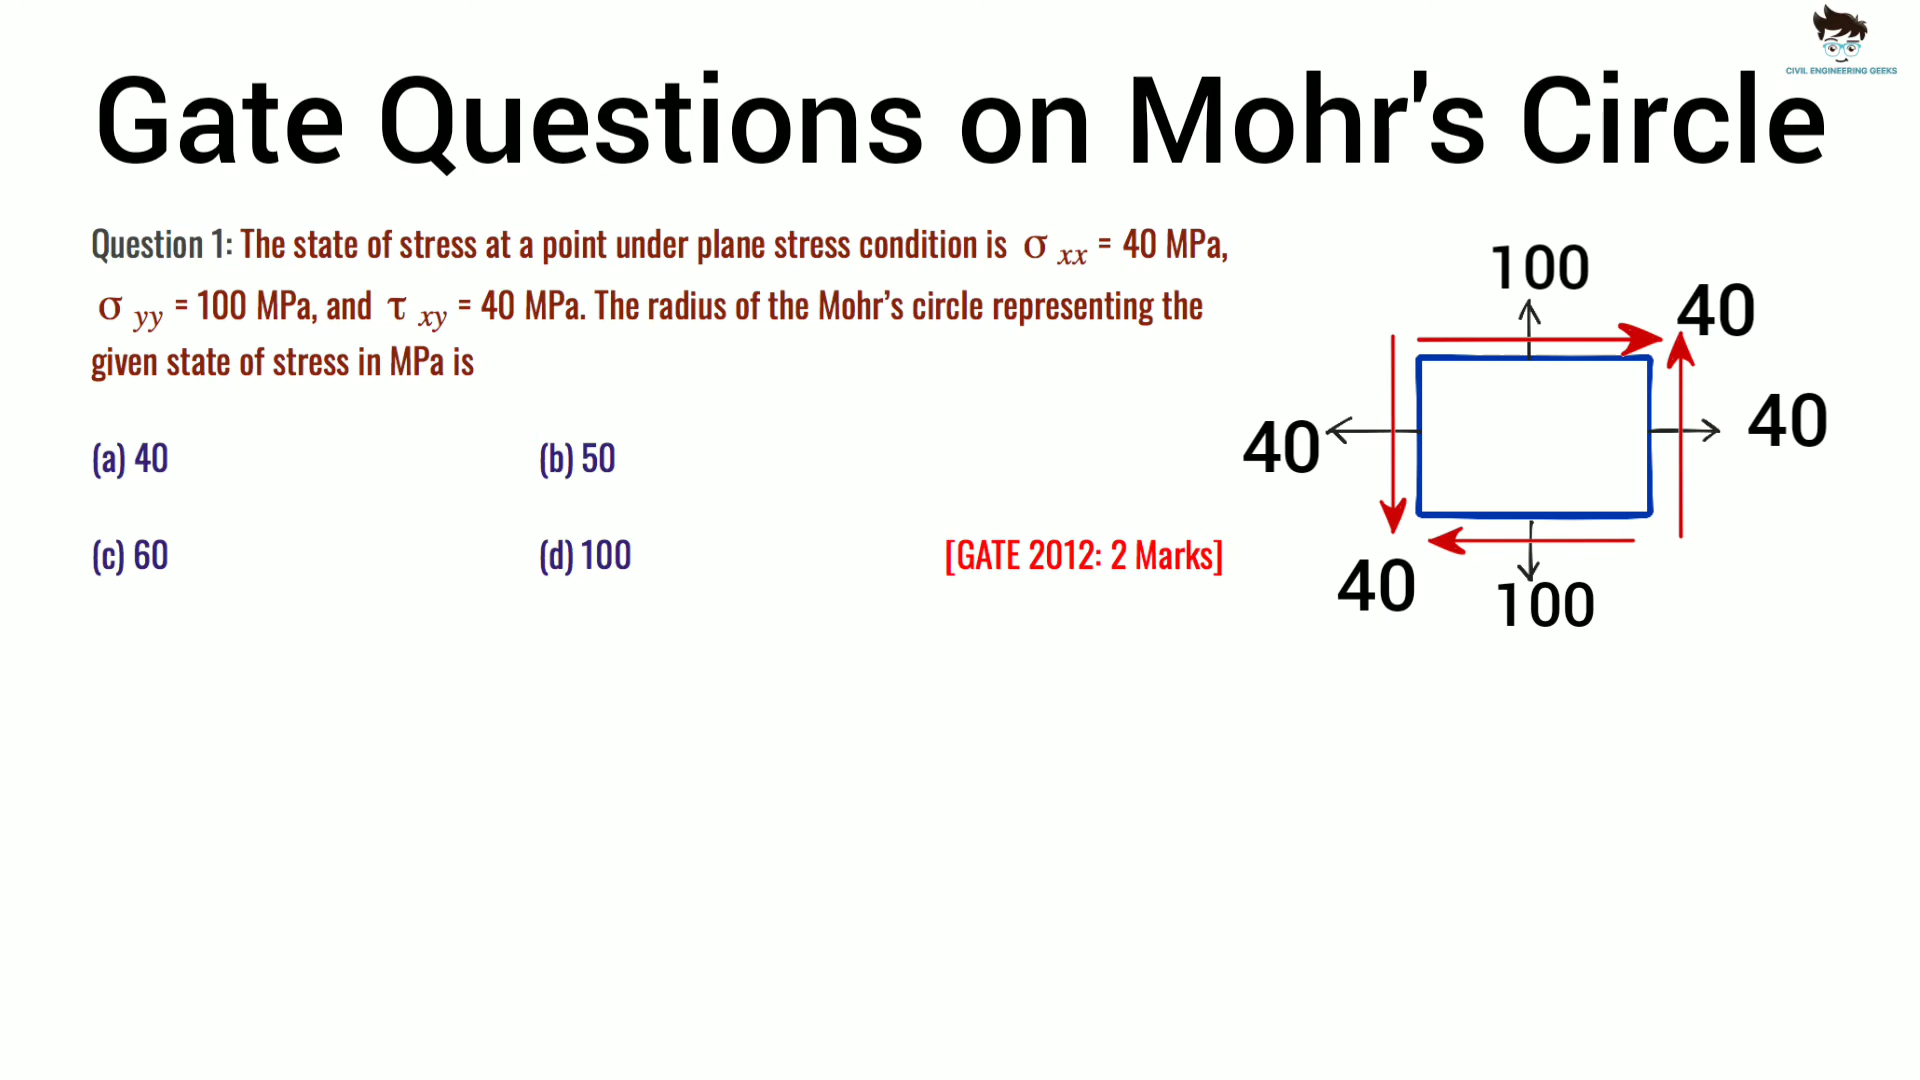 CIVIL ENGINEERING GEEKS
Gate Questions on Mohr's Circle
Question 1: The state of stress at a point under plane stress condition is σ xx = 40 MPa,
σ yy = 100 MPa, and τ xy = 40 MPa. The radius of the Mohr’s circle representing the
given state of stress in MPa is
(a) 40 (b) 50
(c) 60 (d) 100 [GATE 2012: 2 Marks]
100
40
40
40
40
100